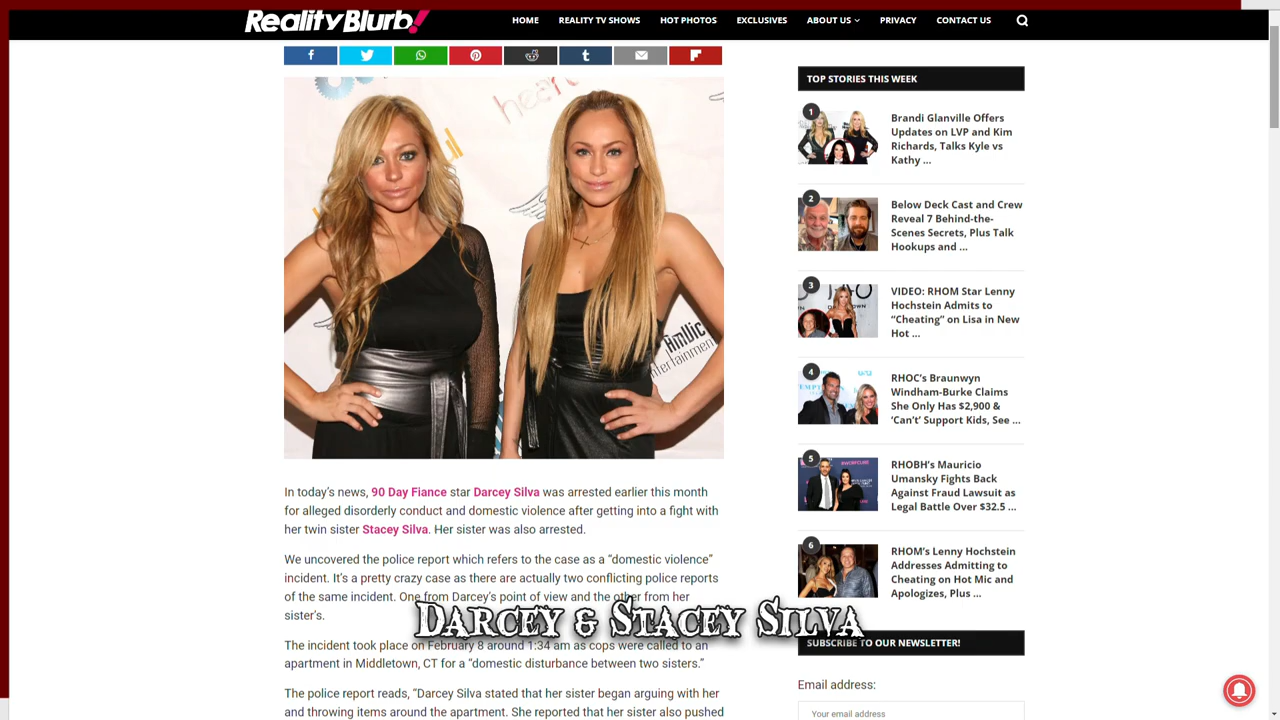 Reality Blurb!
HOME
REALITY TV SHOWS
HOT PHOTOS
EXCLUSIVES
ABOUT US
PRIVACY
CONTACT US
heart
AmVic
entertainment
In today's news, 90 Day Fiance star Darcey Silva was arrested earlier this month
for alleged disorderly conduct and domestic violence after getting into a fight with
her twin sister Stacey Silva. Her sister was also arrested.
We uncovered the police report which refers to the case as a “domestic violence”
incident. It's a pretty crazy case as there are actually two conflicting police reports
of the same incident. One from Darcey's point of view and the other from her
sister's.
Darcey & Stacey Silva
The incident took place on February 8 around 1:34 am as cops were called to an
apartment in Middletown, CT for a “domestic disturbance between two sisters.”
The police report reads, “Darcey Silva stated that her sister began arguing with her
and throwing items around the apartment. She reported that her sister also pushed
TOP STORIES THIS WEEK
1
Brandi Glanville Offers
Updates on LVP and Kim
Richards, Talks Kyle vs
Kathy ...
2
Below Deck Cast and Crew
Reveal 7 Behind-the-
Scenes Secrets, Plus Talk
Hookups and ...
3
VIDEO: RHOM Star Lenny
Hochstein Admits to
“Cheating” on Lisa in New
Hot ...
4
RHOC's Braunwyn
Windham-Burke Claims
She Only Has $2,900 &
‘Can't’ Support Kids, See ...
5
RHOBH's Mauricio
Umansky Fights Back
Against Fraud Lawsuit as
Legal Battle Over $32.5 ...
6
RHOM's Lenny Hochstein
Addresses Admitting to
Cheating on Hot Mic and
Apologizes, Plus ...
SUBSCRIBE TO OUR NEWSLETTER!
Email address:
Your email address